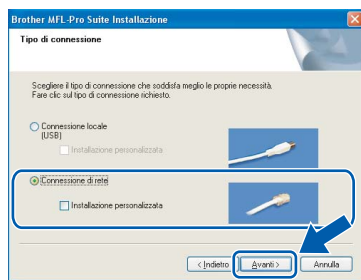 Brother MFL-Pro Suite Installazione
Tipo di connessione
Scegliere il tipo di connessione che soddisfa meglio le proprie necessità.
Fare clic sul tipo di connessione richiesto.
Connessione locale
(USB)
Installazione personalizzata
Connessione di rete
Installazione personalizzata
< Indietro
Avanti >
Annulla